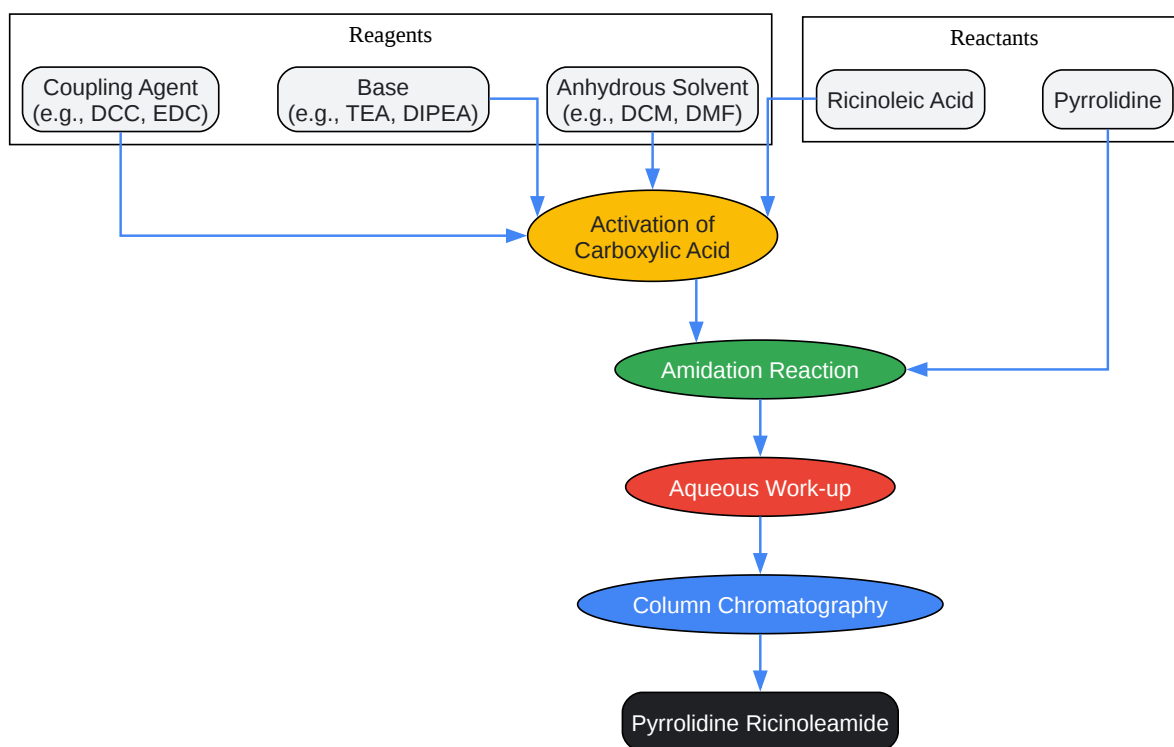 Reagents
Reactants
Coupling Agent
(e.g., DCC, EDC)
Base
(e.g., TEA, DIPEA)
Anhydrous Solvent
(e.g., DCM, DMF)
Ricinoleic Acid
Pyrrolidine
Activation of
Carboxylic Acid
Amidation Reaction
Aqueous Work-up
Column Chromatography
Pyrrolidine Ricinoleamide